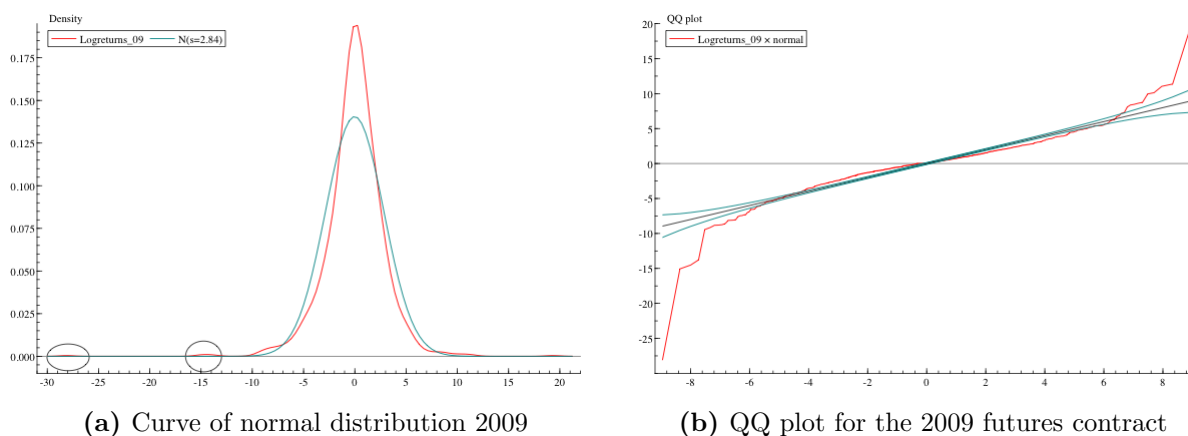 Density
Logreturns_09 N(s=2.84)
0.175
0.150
0.125
0.100
0.075
0.050
0.025
0.000
-30 -25 -20 -15 -10 -5 0 5 10 15 20
(a) Curve of normal distribution 2009
QQ plot
Logreturns_09 × normal
20
15
10
5
0
-5
-10
-15
-20
-25
-8 -6 -4 -2 0 2 4 6 8
(b) QQ plot for the 2009 futures contract